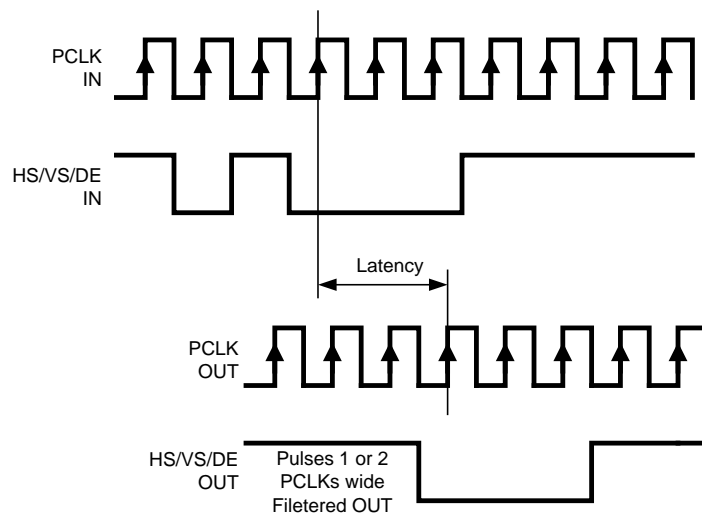 PCLK
IN
HS/VS/DE
IN
Latency
PCLK
OUT
HS/VS/DE
OUT
Pulses 1 or 2
PCLKs wide
Filetered OUT